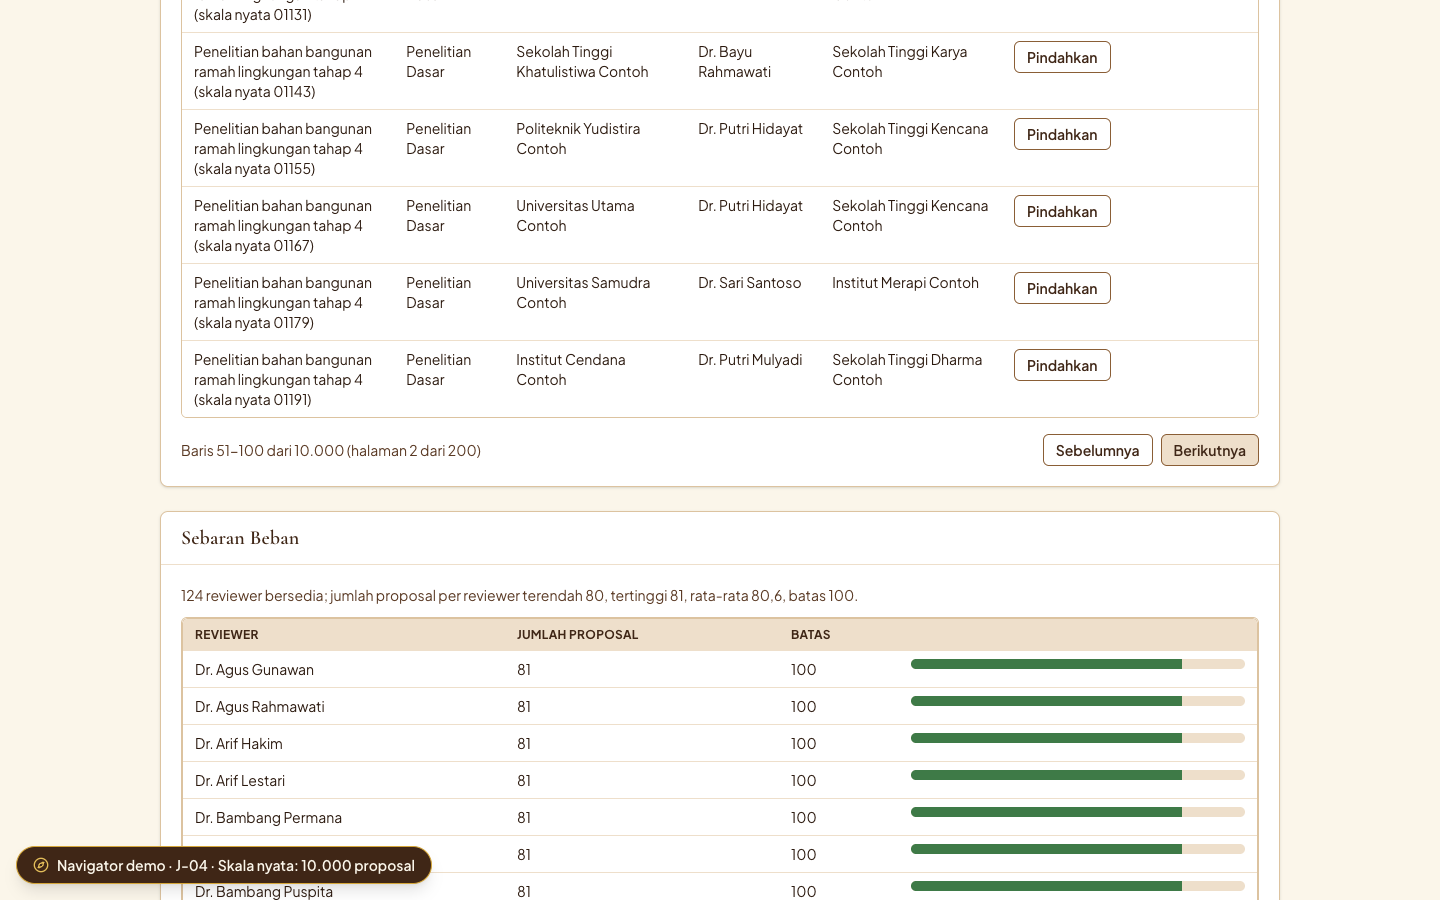 (skala nyata 01131)
Penelitian bahan bangunan
ramah lingkungan tahap 4
(skala nyata 01143)
Penelitian
Dasar
Sekolah Tinggi
Khatulistiwa Contoh
Dr. Bayu
Rahmawati
Sekolah Tinggi Karya
Contoh
Pindahkan
Penelitian bahan bangunan
ramah lingkungan tahap 4
(skala nyata 01155)
Penelitian
Dasar
Politeknik Yudistira
Contoh
Dr. Putri Hidayat
Sekolah Tinggi Kencana
Contoh
Pindahkan
Penelitian bahan bangunan
ramah lingkungan tahap 4
(skala nyata 01167)
Penelitian
Dasar
Universitas Utama
Contoh
Dr. Putri Hidayat
Sekolah Tinggi Kencana
Contoh
Pindahkan
Penelitian bahan bangunan
ramah lingkungan tahap 4
(skala nyata 01179)
Penelitian
Dasar
Universitas Samudra
Contoh
Dr. Sari Santoso
Institut Merapi Contoh
Pindahkan
Penelitian bahan bangunan
ramah lingkungan tahap 4
(skala nyata 01191)
Penelitian
Dasar
Institut Cendana
Contoh
Dr. Putri Mulyadi
Sekolah Tinggi Dharma
Contoh
Pindahkan
Baris 51–100 dari 10.000 (halaman 2 dari 200)
Sebelumnya
Berikutnya
Sebaran Beban
124 reviewer bersedia; jumlah proposal per reviewer terendah 80, tertinggi 81, rata-rata 80,6, batas 100.
REVIEWER JUMLAH PROPOSAL BATAS
Dr. Agus Gunawan 81 100
Dr. Agus Rahmawati 81 100
Dr. Arif Hakim 81 100
Dr. Arif Lestari 81 100
Dr. Bambang Permana 81 100
81 100
Dr. Bambang Puspita 81 100
Navigator demo · J-04 · Skala nyata: 10.000 proposal